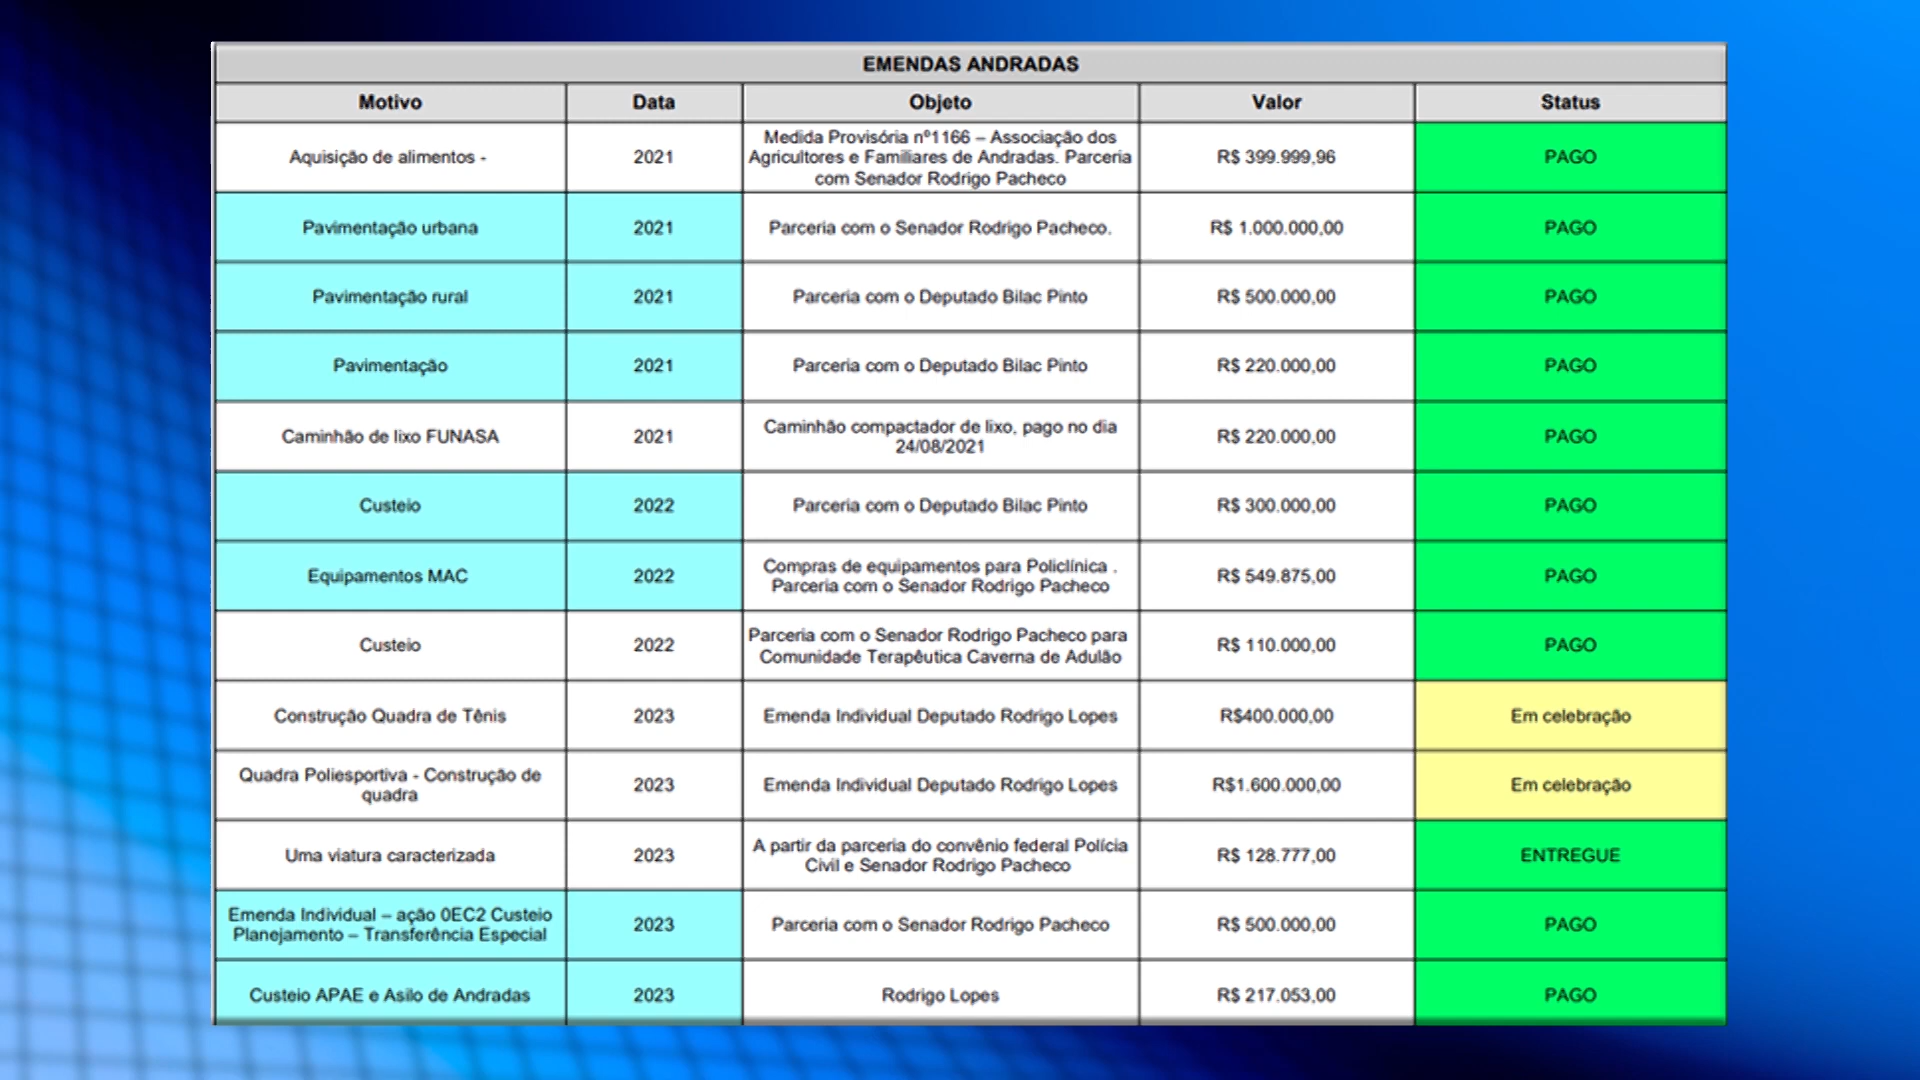 EMENDAS ANDRADAS
Motivo Data Objeto Valor Status
Aquisição de alimentos - 2021 Medida Provisória nº1166 – Associação dos
Agricultores e Familiares de Andradas. Parceria
com Senador Rodrigo Pacheco R$ 399.999,96 PAGO
Pavimentação urbana 2021 Parceria com o Senador Rodrigo Pacheco. R$ 1.000.000,00 PAGO
Pavimentação rural 2021 Parceria com o Deputado Bilac Pinto R$ 500.000,00 PAGO
Pavimentação 2021 Parceria com o Deputado Bilac Pinto R$ 220.000,00 PAGO
Caminhão de lixo FUNASA 2021 Caminhão compactador de lixo, pago no dia
24/08/2021 R$ 220.000,00 PAGO
Custeio 2022 Parceria com o Deputado Bilac Pinto R$ 300.000,00 PAGO
Equipamentos MAC 2022 Compras de equipamentos para Policlínica .
Parceria com o Senador Rodrigo Pacheco R$ 549.875,00 PAGO
Custeio 2022 Parceria com o Senador Rodrigo Pacheco para
Comunidade Terapêutica Caverna de Adulão R$ 110.000,00 PAGO
Construção Quadra de Tênis 2023 Emenda Individual Deputado Rodrigo Lopes R$400.000,00 Em celebração
Quadra Poliesportiva - Construção de
quadra 2023 Emenda Individual Deputado Rodrigo Lopes R$1.600.000,00 Em celebração
Uma viatura caracterizada 2023 A partir da parceria do convênio federal Polícia
Civil e Senador Rodrigo Pacheco R$ 128.777,00 ENTREGUE
Emenda Individual – ação 0EC2 Custeio
Planejamento – Transferência Especial 2023 Parceria com o Senador Rodrigo Pacheco R$ 500.000,00 PAGO
Custeio APAE e Asilo de Andradas 2023 Rodrigo Lopes R$ 217.053,00 PAGO